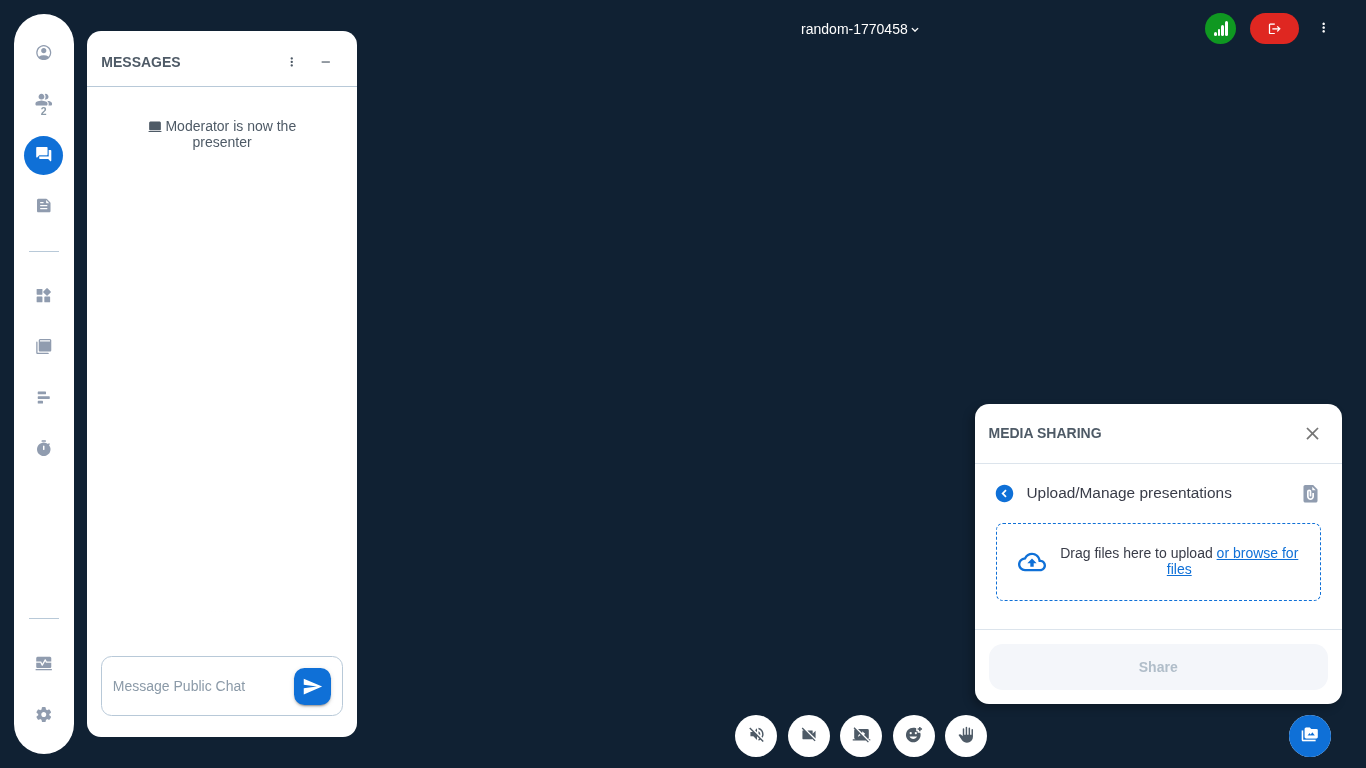 random-1770458
MESSAGES
2
Moderator is now the
presenter
MEDIA SHARING
Upload/Manage presentations
Drag files here to upload or browse for
files
Share
Message Public Chat